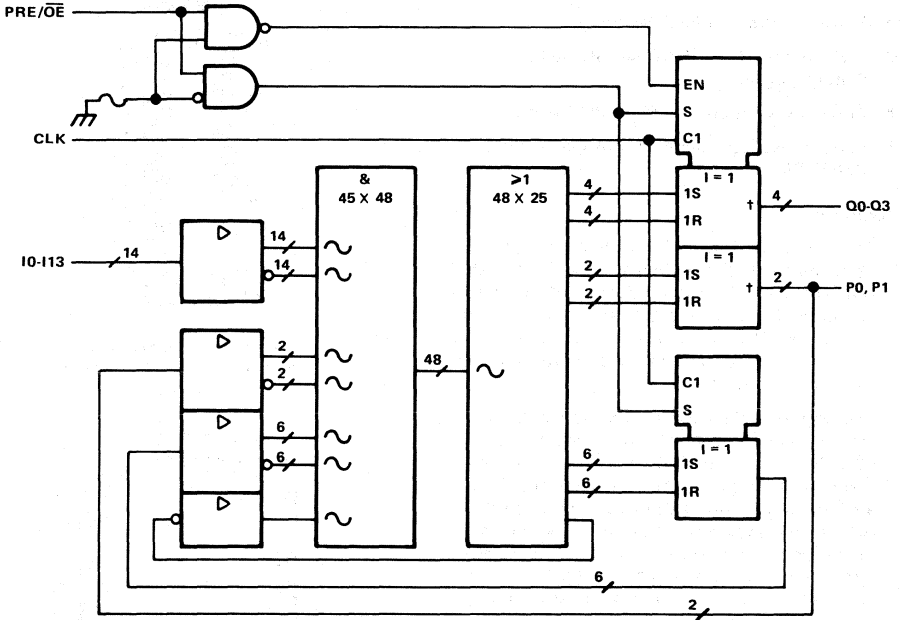 PRE/O̅E̅
EN
S
C1
CLK
&
45 X 48
⩾1
48 X 25
I = 1
4
1S
†
4
Q0-Q3
4
1R
▷
14
I0-I13
14
14
I = 1
2
1S
†
2
P0, P1
2
1R
▷
2
2
48
C1
S
▷
6
6
I = 1
6
1S
6
1R
▷
6
2